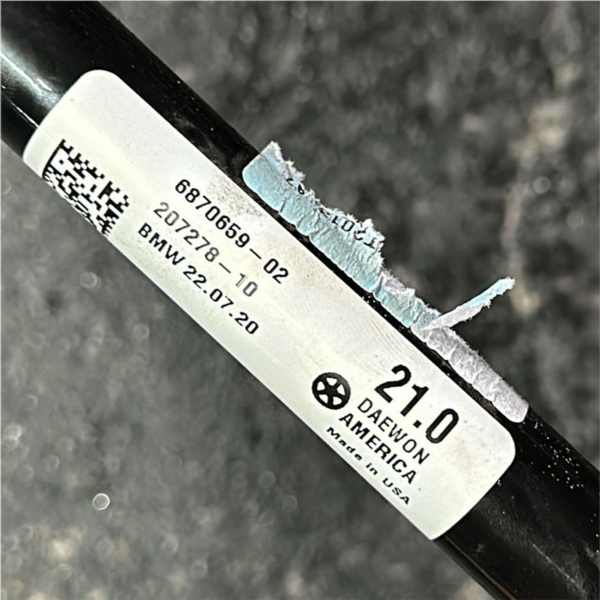 6870659-02
207278-10
BMW 22.07.20
21.0
DAEWON
AMERICA
Made in USA